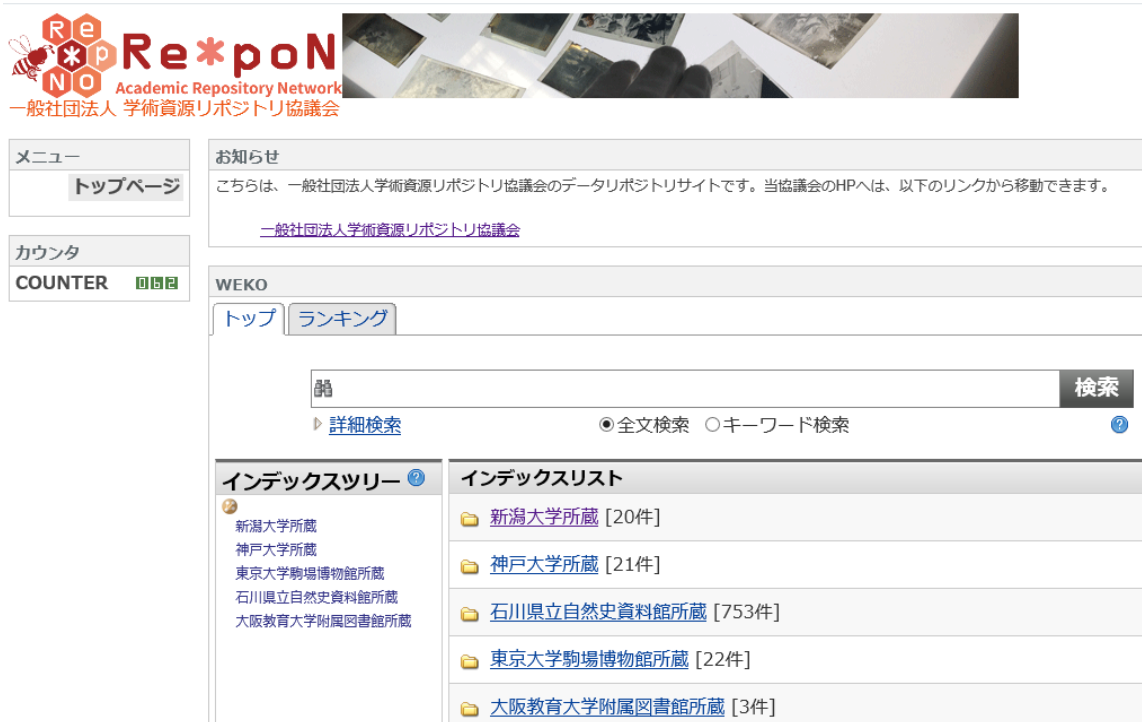 Re
Re*poN
p
*
p
NO
Academic Repository Network
一般社団法人 学術資源リポジトリ協議会
メニュー
トップページ
カウンタ
COUNTER 062
お知らせ
こちらは、一般社団法人学術資源リポジトリ協議会のデータリポジトリサイトです。当協議会のHPへは、以下のリンクから移動できます。
一般社団法人学術資源リポジトリ協議会
WEKO
トップ ランキング
検索
詳細検索 全文検索 キーワード検索 ?
インデックスツリー ?
新潟大学所蔵
神戸大学所蔵
東京大学駒場博物館所蔵
石川県立自然史資料館所蔵
大阪教育大学附属図書館所蔵
インデックスリスト
新潟大学所蔵 [20件]
神戸大学所蔵 [21件]
石川県立自然史資料館所蔵 [753件]
東京大学駒場博物館所蔵 [22件]
大阪教育大学附属図書館所蔵 [3件]